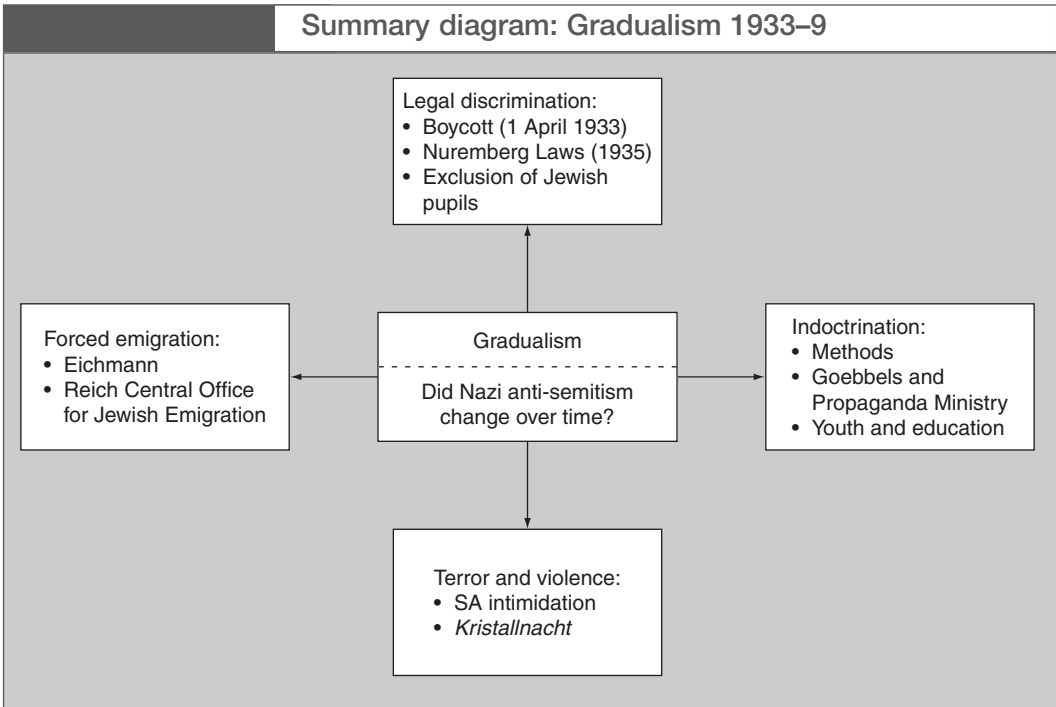 Summary diagram: Gradualism 1933–9
Legal discrimination:
• Boycott (1 April 1933)
• Nuremberg Laws (1935)
• Exclusion of Jewish
pupils
Forced emigration:
• Eichmann
• Reich Central Office
for Jewish Emigration
Gradualism
Did Nazi anti-semitism
change over time?
Indoctrination:
• Methods
• Goebbels and
Propaganda Ministry
• Youth and education
Terror and violence:
• SA intimidation
• Kristallnacht